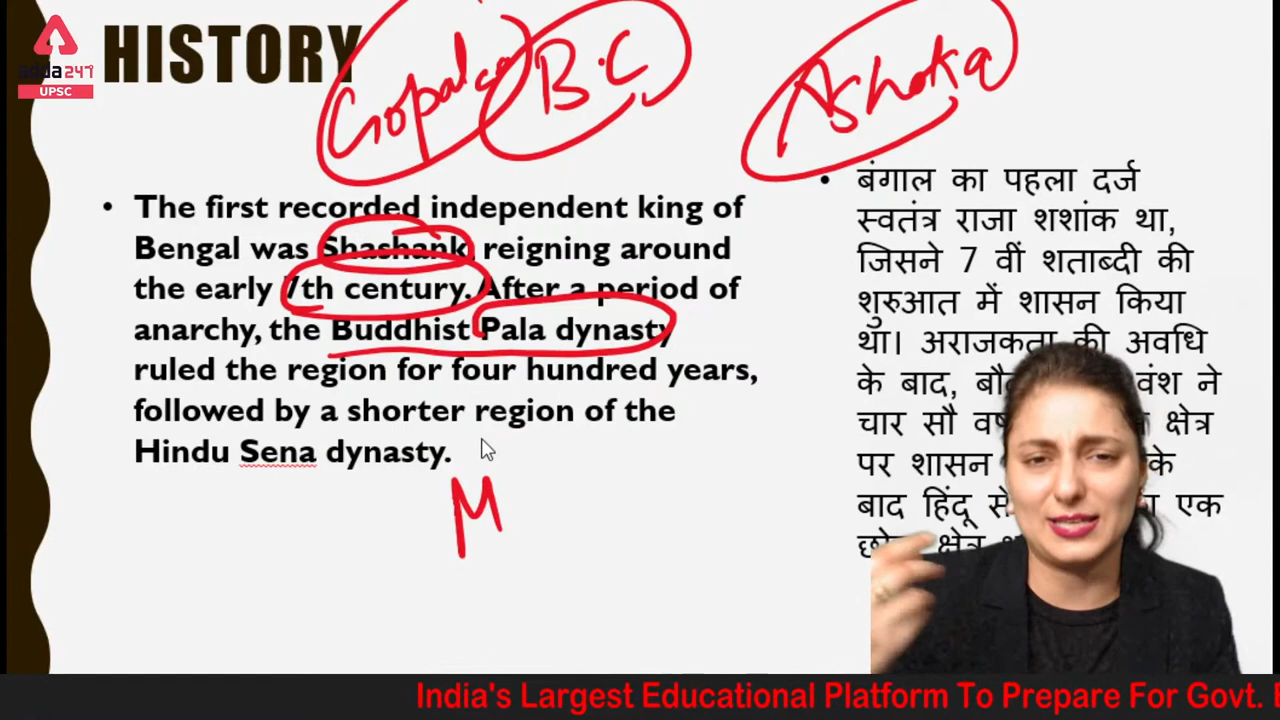 HISTORY
adda247
UPSC
Gopala
B.C
Ashoka
The first recorded independent king of
Bengal was Shashank, reigning around
the early 7th century. After a period of
anarchy, the Buddhist Pala dynasty
ruled the region for four hundred years,
followed by a shorter region of the
Hindu Sena dynasty.
M
बंगाल का पहला दर्ज
स्वतंत्र राजा शशांक था,
जिसने 7 वीं शताब्दी की
शुरुआत में शासन किया
था। अराजकता की अवधि
के बाद, वंश ने
चार सौ क्षेत्र
पर शासन के
बाद हिंदू एक
क्षेत्र
India's Largest Educational Platform To Prepare For Govt.